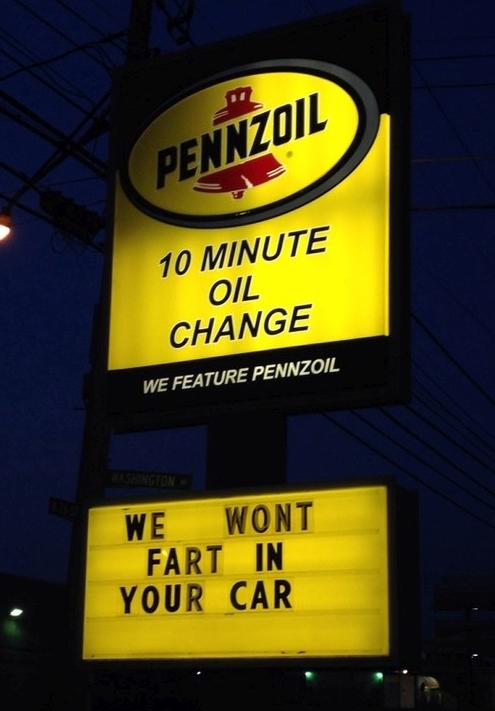 PENNZOIL
10 MINUTE
OIL
CHANGE
WE FEATURE PENNZOIL
WASHINGTON
WE WONT
FART IN
YOUR CAR